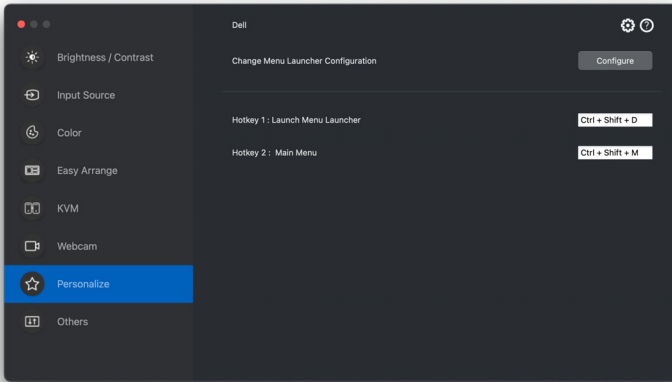 Dell
Brightness / Contrast
Input Source
Color
Easy Arrange
KVM
Webcam
Personalize
Others
Change Menu Launcher Configuration
Configure
Hotkey 1 : Launch Menu Launcher
Ctrl + Shift + D
Hotkey 2 : Main Menu
Ctrl + Shift + M